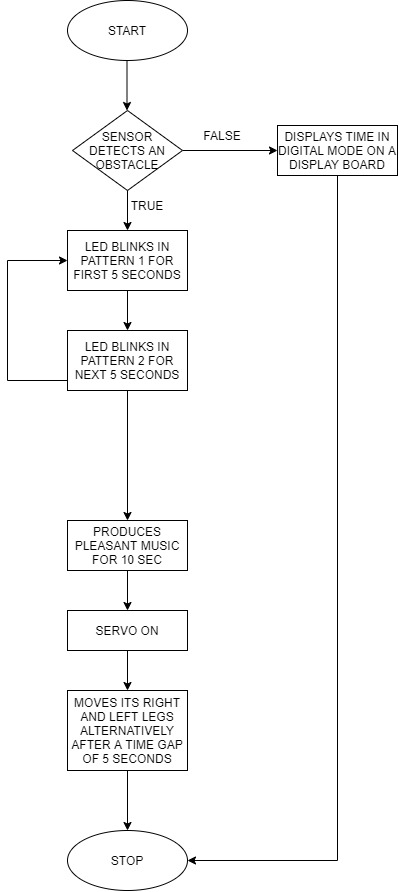 START
SENSOR
DETECTS AN
OBSTACLE
FALSE
DISPLAYS TIME IN
DIGITAL MODE ON A
DISPLAY BOARD
TRUE
LED BLINKS IN
PATTERN 1 FOR
FIRST 5 SECONDS
LED BLINKS IN
PATTERN 2 FOR
NEXT 5 SECONDS
PRODUCES
PLEASANT MUSIC
FOR 10 SEC
SERVO ON
MOVES ITS RIGHT
AND LEFT LEGS
ALTERNATIVELY
AFTER A TIME GAP
OF 5 SECONDS
STOP